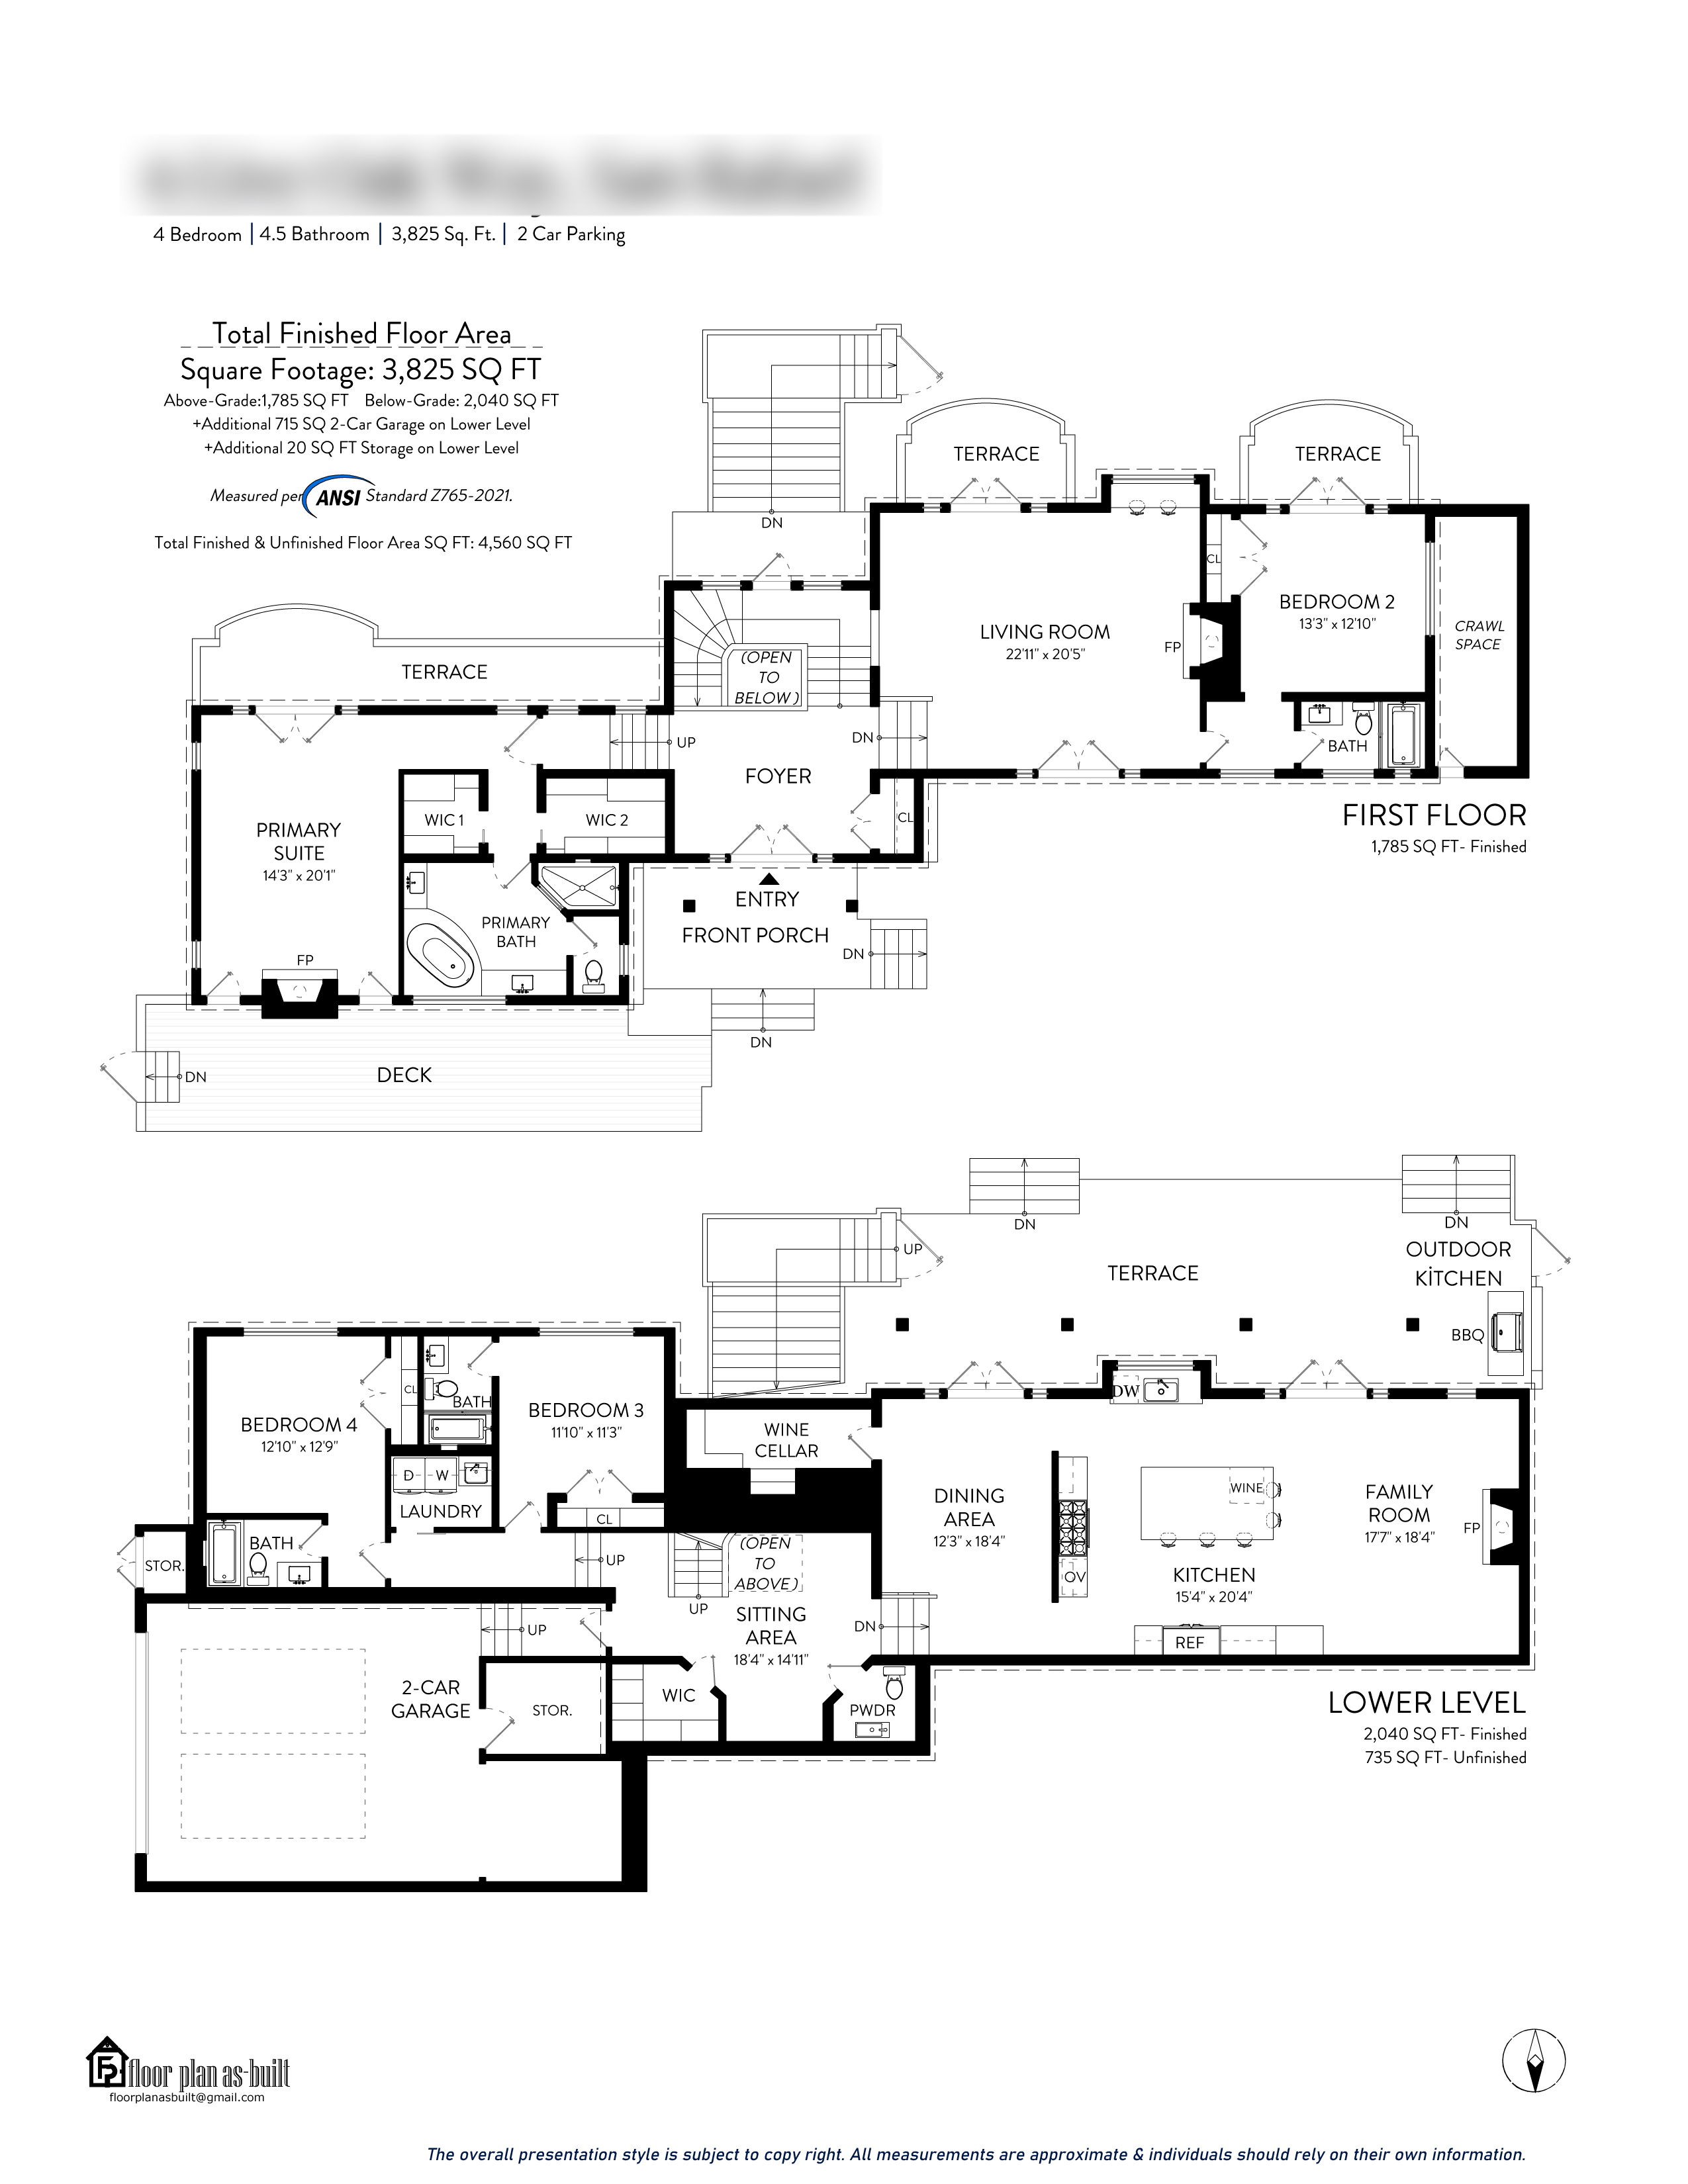 4 Bedroom | 4.5 Bathroom | 3,825 Sq. Ft. | 2 Car Parking
Total Finished Floor Area
Square Footage: 3,825 SQ FT
Above-Grade:1,785 SQ FT Below-Grade: 2,040 SQ FT
+Additional 715 SQ 2-Car Garage on Lower Level
+Additional 20 SQ FT Storage on Lower Level
Measured per ANSI Standard Z765-2021.
Total Finished & Unfinished Floor Area SQ FT: 4,560 SQ FT
DN
TERRACE
TERRACE
CL
BEDROOM 2
13'3" x 12'10"
CRAWL
SPACE
LIVING ROOM
22'11" x 20'5"
FP
(OPEN
TO
BELOW)
TERRACE
UP
DN
BATH
FOYER
CL
FIRST FLOOR
1,785 SQ FT- Finished
WIC 1
WIC 2
PRIMARY
SUITE
14'3" x 20'1"
PRIMARY
BATH
FP
ENTRY
FRONT PORCH
DN
DN
DN
DECK
DN
DN
UP
TERRACE
OUTDOOR
KİTCHEN
BBQ
DW
CL
BATH
BEDROOM 4
12'10" x 12'9"
BEDROOM 3
11'10" x 11'3"
WINE
CELLAR
D
W
LAUNDRY
CL
DINING
AREA
12'3" x 18'4"
WINE
FAMILY
ROOM
17'7" x 18'4"
FP
BATH
STOR.
UP
(OPEN
TO
ABOVE)
UP
OV
KITCHEN
15'4" x 20'4"
SITTING
AREA
18'4" x 14'11"
UP
DN
REF
2-CAR
GARAGE
STOR.
WIC
PWDR
LOWER LEVEL
2,040 SQ FT- Finished
735 SQ FT- Unfinished
FP
floor plan as-built
floorplanasbuilt@gmail.com
The overall presentation style is subject to copy right. All measurements are approximate & individuals should rely on their own information.